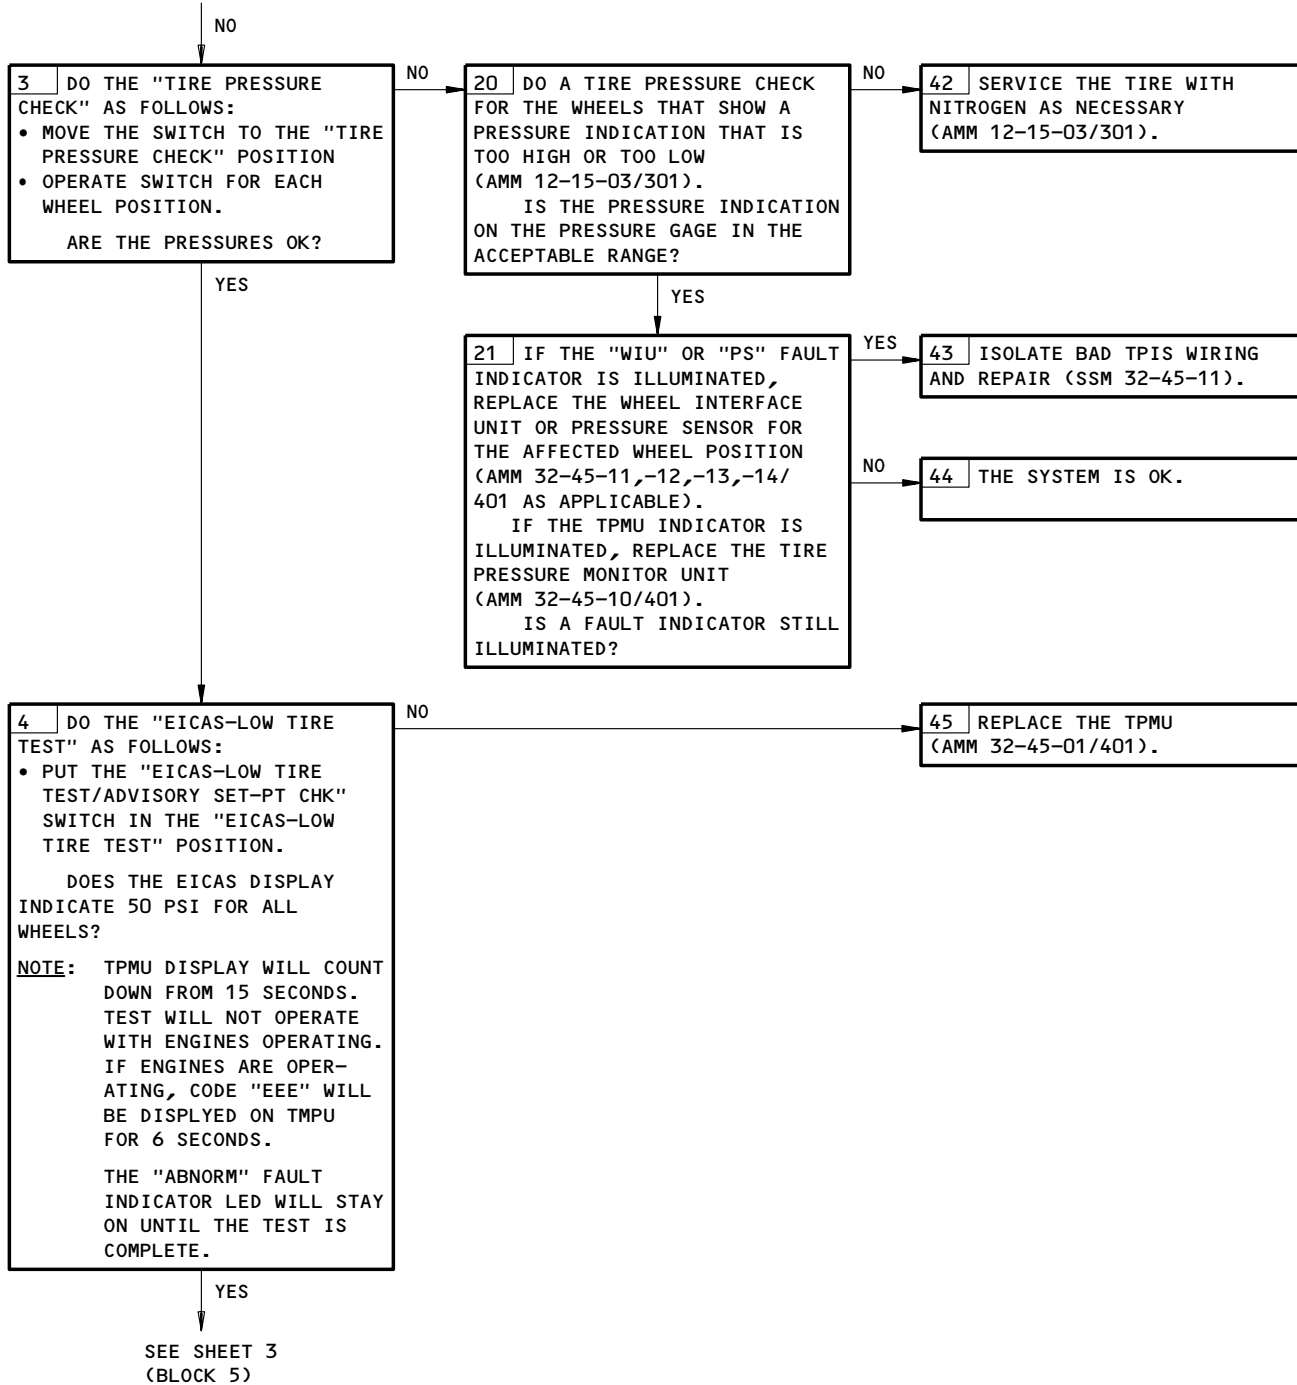 NO
3 DO THE "TIRE PRESSURE
CHECK" AS FOLLOWS:
• MOVE THE SWITCH TO THE "TIRE
PRESSURE CHECK" POSITION
• OPERATE SWITCH FOR EACH
WHEEL POSITION.
ARE THE PRESSURES OK?
NO
20 DO A TIRE PRESSURE CHECK
FOR THE WHEELS THAT SHOW A
PRESSURE INDICATION THAT IS
TOO HIGH OR TOO LOW
(AMM 12-15-03/301).
IS THE PRESSURE INDICATION
ON THE PRESSURE GAGE IN THE
ACCEPTABLE RANGE?
NO
42 SERVICE THE TIRE WITH
NITROGEN AS NECESSARY
(AMM 12-15-03/301).
YES
YES
21 IF THE "WIU" OR "PS" FAULT
INDICATOR IS ILLUMINATED,
REPLACE THE WHEEL INTERFACE
UNIT OR PRESSURE SENSOR FOR
THE AFFECTED WHEEL POSITION
(AMM 32-45-11,-12,-13,-14/
401 AS APPLICABLE).
IF THE TPMU INDICATOR IS
ILLUMINATED, REPLACE THE TIRE
PRESSURE MONITOR UNIT
(AMM 32-45-10/401).
IS A FAULT INDICATOR STILL
ILLUMINATED?
YES
43 ISOLATE BAD TPIS WIRING
AND REPAIR (SSM 32-45-11).
NO
44 THE SYSTEM IS OK.
4 DO THE "EICAS-LOW TIRE
TEST" AS FOLLOWS:
• PUT THE "EICAS-LOW TIRE
TEST/ADVISORY SET-PT CHK"
SWITCH IN THE "EICAS-LOW
TIRE TEST" POSITION.
DOES THE EICAS DISPLAY
INDICATE 50 PSI FOR ALL
WHEELS?
NOTE: TPMU DISPLAY WILL COUNT
DOWN FROM 15 SECONDS.
TEST WILL NOT OPERATE
WITH ENGINES OPERATING.
IF ENGINES ARE OPER-
ATING, CODE "EEE" WILL
BE DISPLYED ON TMPU
FOR 6 SECONDS.
THE "ABNORM" FAULT
INDICATOR LED WILL STAY
ON UNTIL THE TEST IS
COMPLETE.
NO
45 REPLACE THE TPMU
(AMM 32-45-01/401).
YES
SEE SHEET 3
(BLOCK 5)